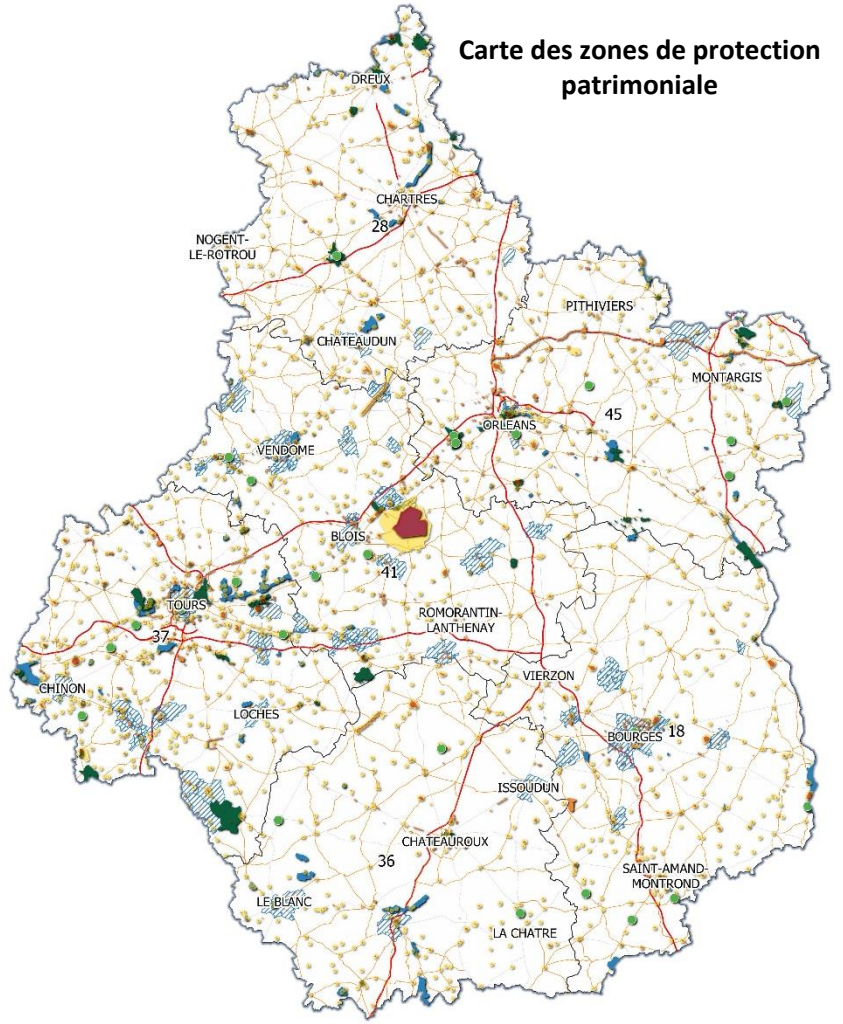 Carte des zones de protection
patrimoniale
DREUX
CHARTRES
28
NOGENT-
LE-ROTROU
PITHIVIERS
CHATEAUDUN
MONTARGIS
45
ORLEANS
VENDOME
BLOIS
41
TOURS
ROMORANTIN-
LANTHENAY
37
VIERZON
CHINON
LOCHES
BOURGES
18
ISSOUDUN
CHATEAUROUX
36
SAINT-AMAND-
MONTROND
LE BLANC
LA CHATRE